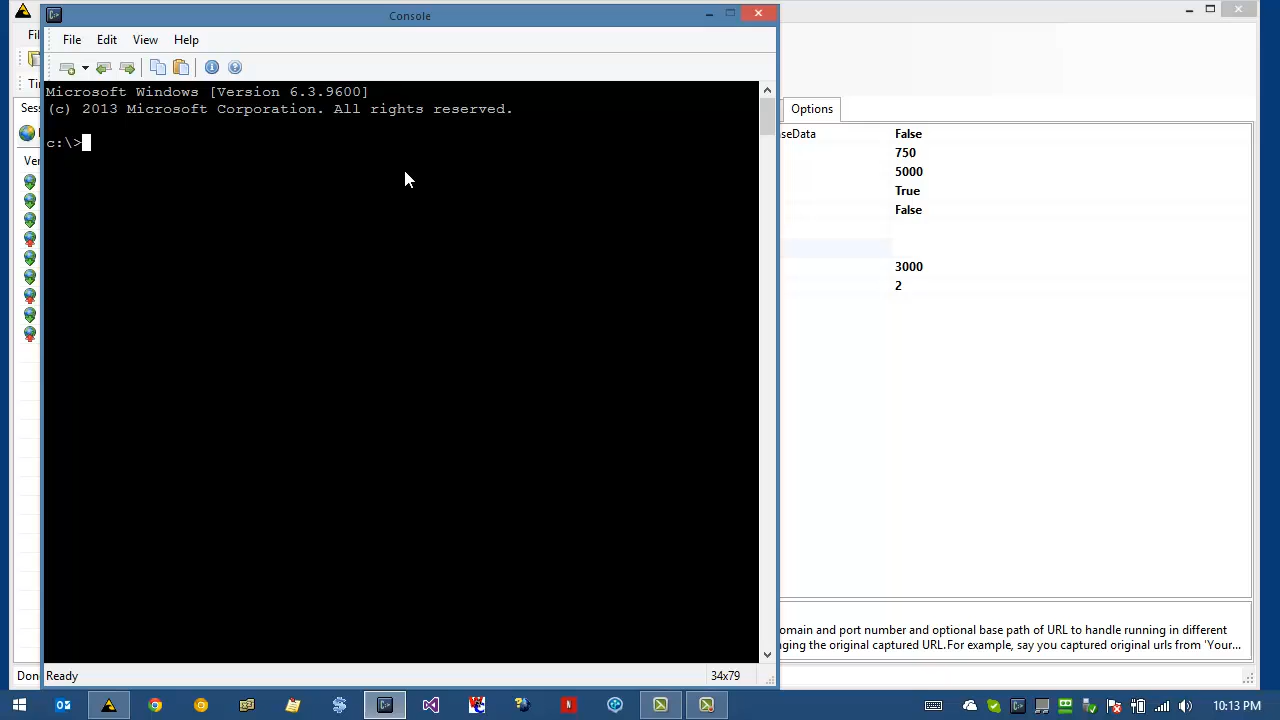 Console
File Edit View Help
Microsoft Windows [Version 6.3.9600]
(c) 2013 Microsoft Corporation. All rights reserved.
c:\>
Ready
34x79
Fi
Ti
Ses
Ve
Don
Options
seData False
750
5000
True
False
3000
2
omain and port number and optional base path of URL to handle running in different
ging the original captured URL.For example, say you captured original urls from 'Your...
10:13 PM